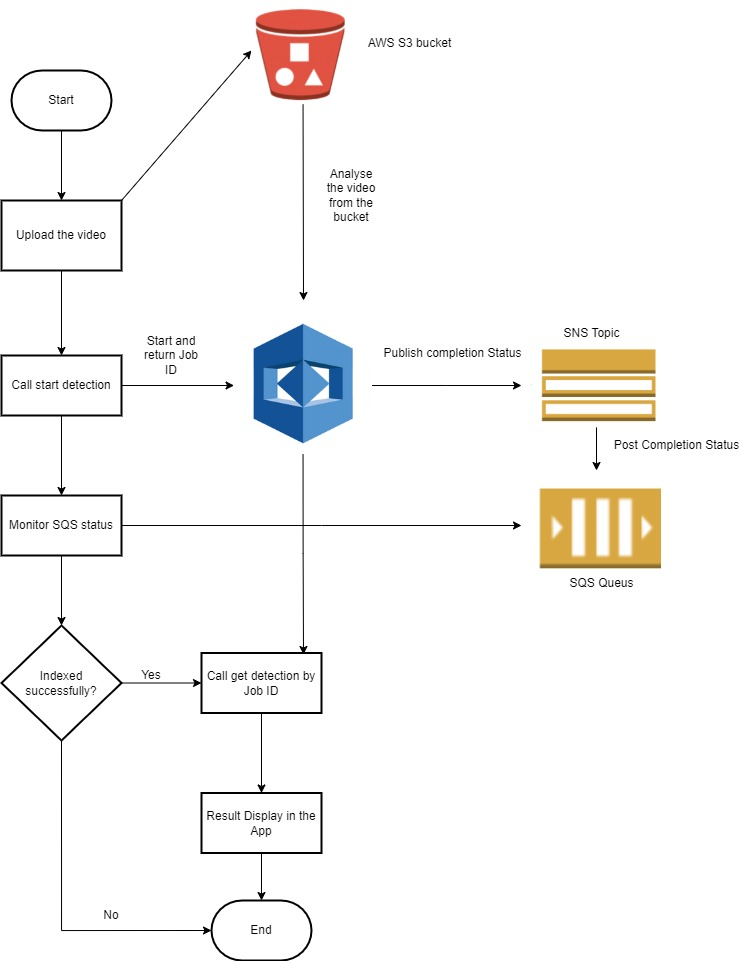 AWS S3 bucket
Start
Analyse
the video
from the
bucket
Upload the video
SNS Topic
Start and
return Job
ID
Publish completion Status
Call start detection
Post Completion Status
Monitor SQS status
SQS Queus
Indexed
successfully?
Yes
Call get detection by
Job ID
Result Display in the
App
No
End